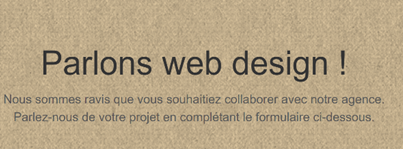 Parlons web design !
Nous sommes ravis que vous souhaitiez collaborer avec notre agence.
Parlez-nous de votre projet en complétant le formulaire ci-dessous.